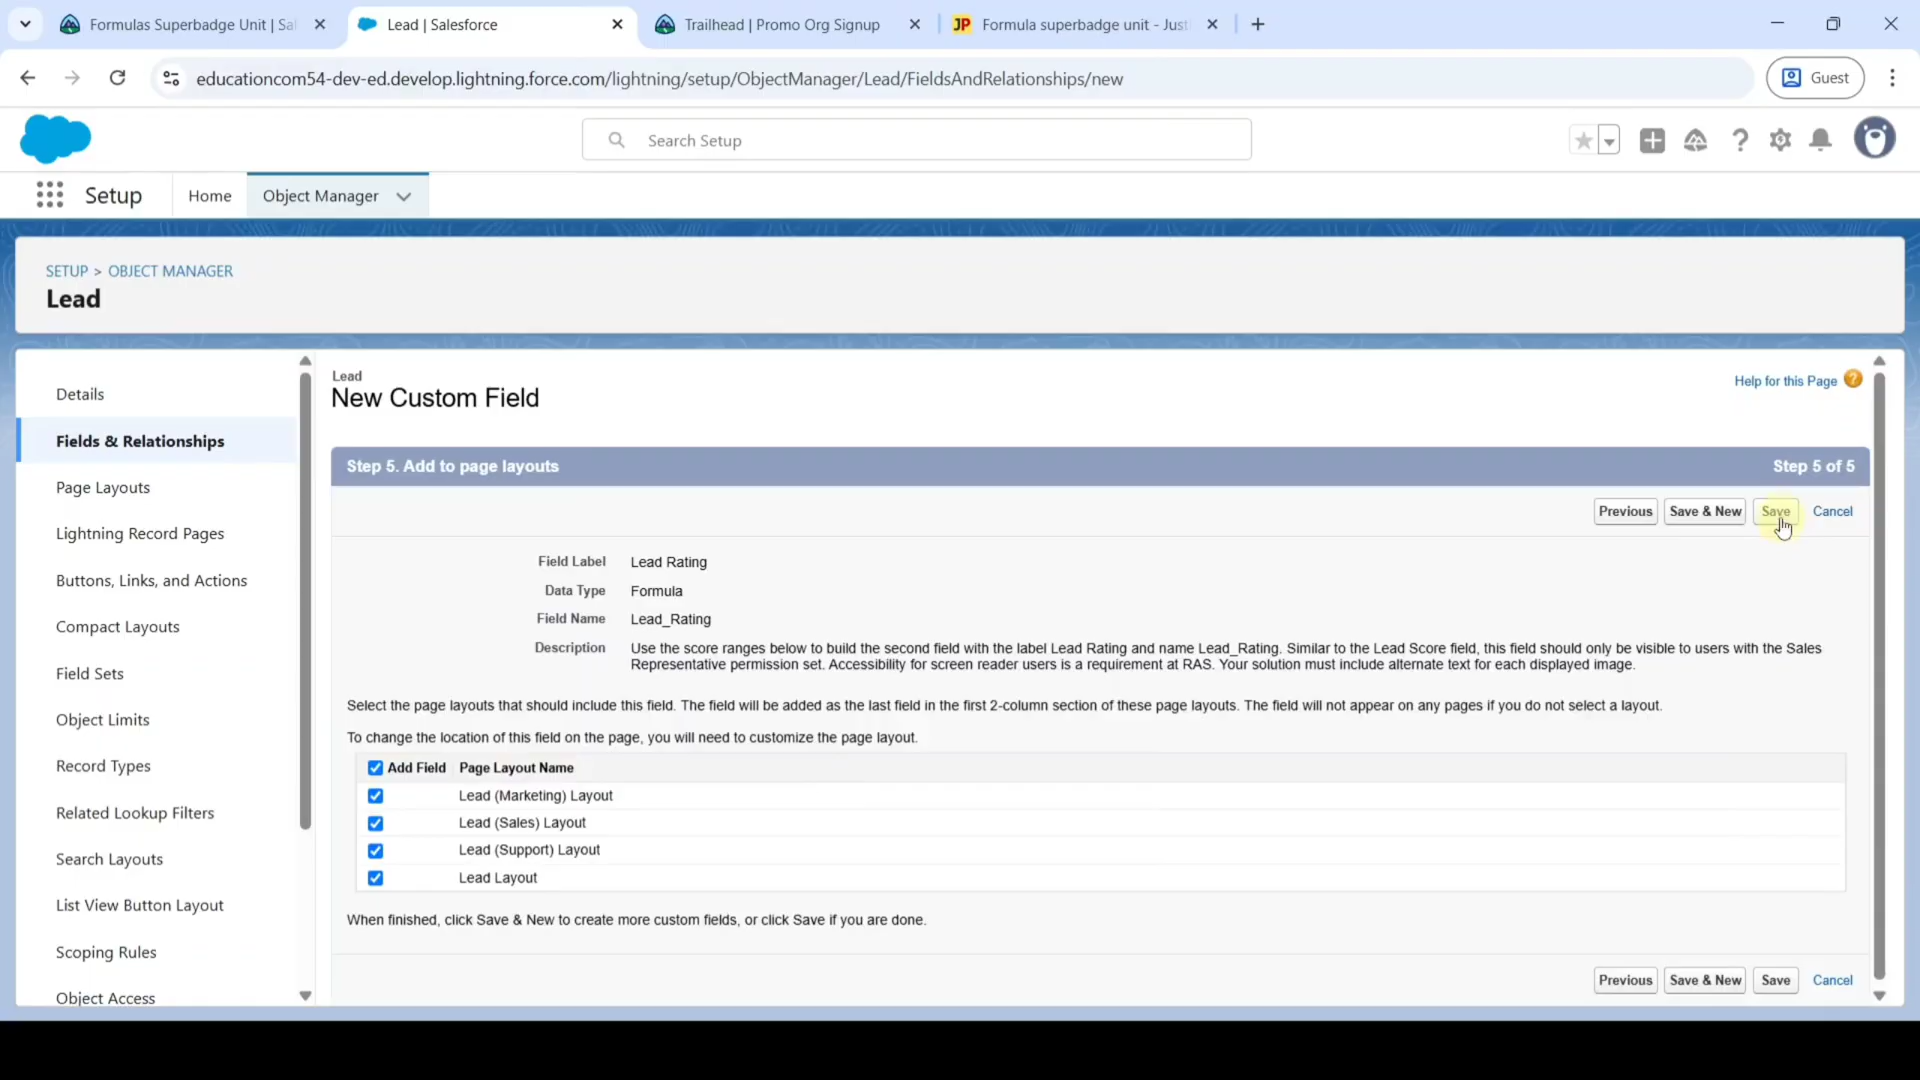 Formulas Superbadge Unit | Sal
Lead | Salesforce
Trailhead | Promo Org Signup
JP
Formula superbadge unit - Just
educationcom54-dev-ed.develop.lightning.force.com/lightning/setup/ObjectManager/Lead/FieldsAndRelationships/new
Guest
Search Setup
Setup
Home
Object Manager
SETUP > OBJECT MANAGER
Lead
Details
Fields & Relationships
Page Layouts
Lightning Record Pages
Buttons, Links, and Actions
Compact Layouts
Field Sets
Object Limits
Record Types
Related Lookup Filters
Search Layouts
List View Button Layout
Scoping Rules
Object Access
Lead
New Custom Field
Help for this Page ?
Step 5. Add to page layouts
Step 5 of 5
Previous Save & New Save Cancel
Field Label Lead Rating
Data Type Formula
Field Name Lead_Rating
Description Use the score ranges below to build the second field with the label Lead Rating and name Lead_Rating. Similar to the Lead Score field, this field should only be visible to users with the Sales
Representative permission set. Accessibility for screen reader users is a requirement at RAS. Your solution must include alternate text for each displayed image.
Select the page layouts that should include this field. The field will be added as the last field in the first 2-column section of these page layouts. The field will not appear on any pages if you do not select a layout.
To change the location of this field on the page, you will need to customize the page layout.
Add Field Page Layout Name
Lead (Marketing) Layout
Lead (Sales) Layout
Lead (Support) Layout
Lead Layout
When finished, click Save & New to create more custom fields, or click Save if you are done.
Previous Save & New Save Cancel